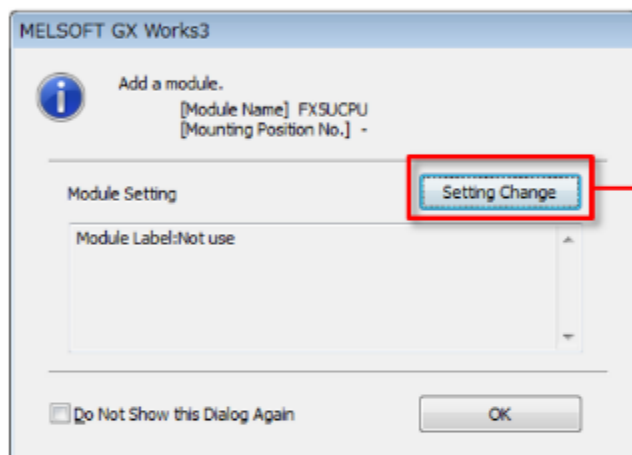 MELSOFT GX Works3
Add a module.
[Module Name] FX5UCPU
[Mounting Position No.] -
Module Setting
Setting Change
Module Label:Not use
Do Not Show this Dialog Again
OK